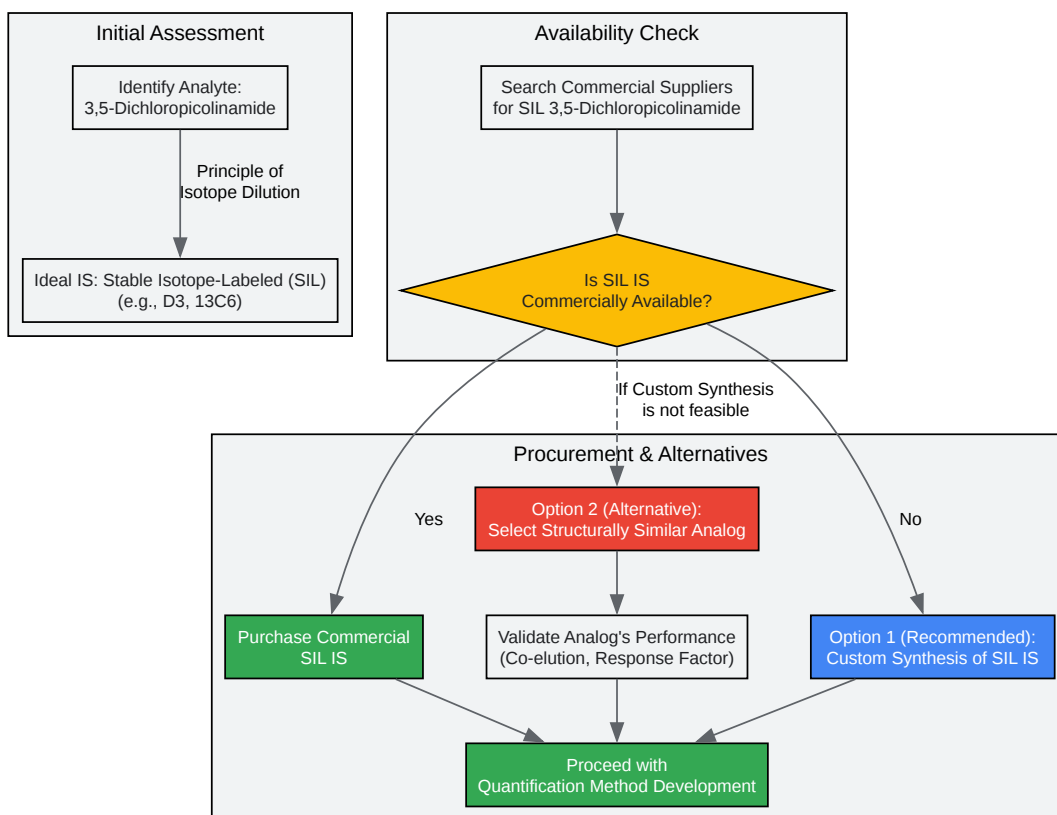 Initial Assessment
Identify Analyte:
3,5-Dichloropicolinamide
Principle of
Isotope Dilution
Ideal IS: Stable Isotope-Labeled (SIL)
(e.g., D3, 13C6)
Availability Check
Search Commercial Suppliers
for SIL 3,5-Dichloropicolinamide
Is SIL IS
Commercially Available?
If Custom Synthesis
is not feasible
Procurement & Alternatives
Option 2 (Alternative):
Select Structurally Similar Analog
Yes
No
Purchase Commercial
SIL IS
Validate Analog's Performance
(Co-elution, Response Factor)
Option 1 (Recommended):
Custom Synthesis of SIL IS
Proceed with
Quantification Method Development